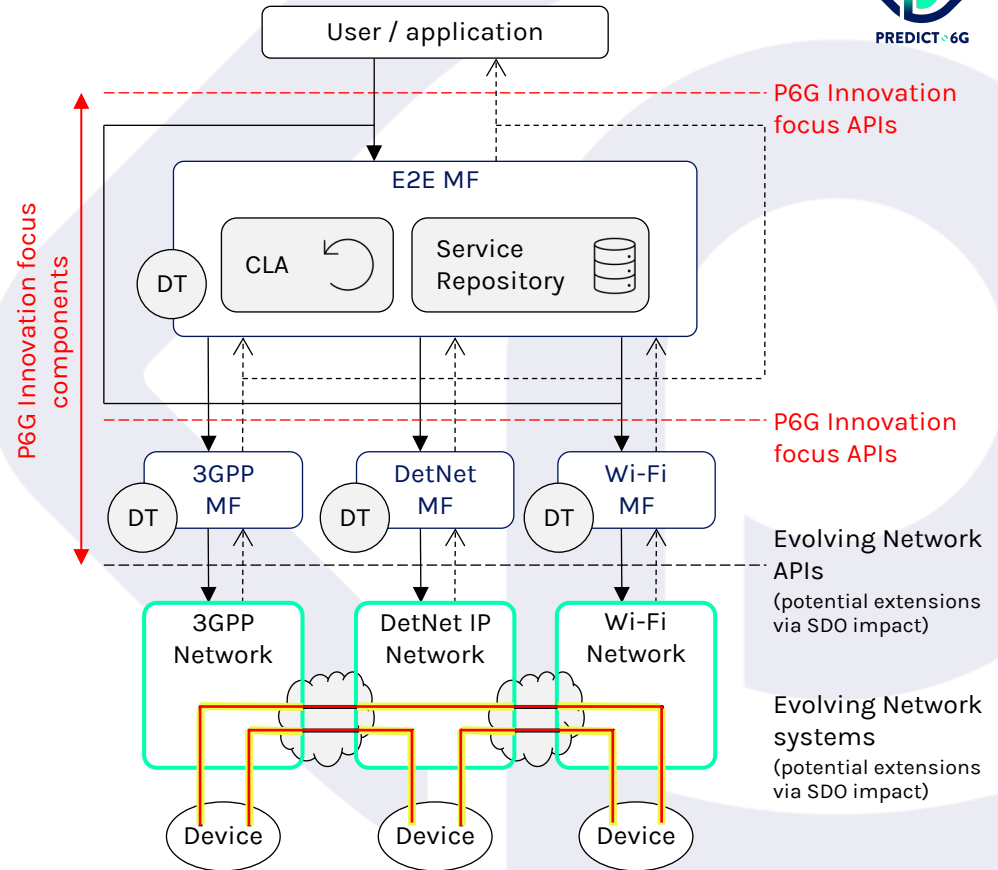 User / application
PREDICT 6G
P6G Innovation
focus APIs
E2E MF
CLA
Service
Repository
DT
P6G Innovation focus
components
P6G Innovation
focus APIs
3GPP
MF
DT
DetNet
MF
DT
Wi-Fi
MF
DT
Evolving Network
APIs
(potential extensions
via SDO impact)
3GPP
Network
DetNet IP
Network
Wi-Fi
Network
Evolving Network
systems
(potential extensions
via SDO impact)
Device
Device
Device